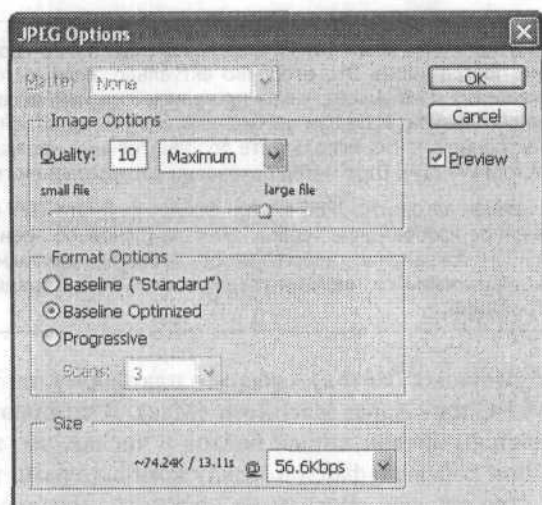 JPEG Options
Matte: None
OK
Cancel
Preview
Image Options
Quality: 10 Maximum
small file large file
Format Options
Baseline ("Standard")
Baseline Optimized
Progressive
Scans: 3
Size
~74.24K / 13.11s @ 56.6Kbps